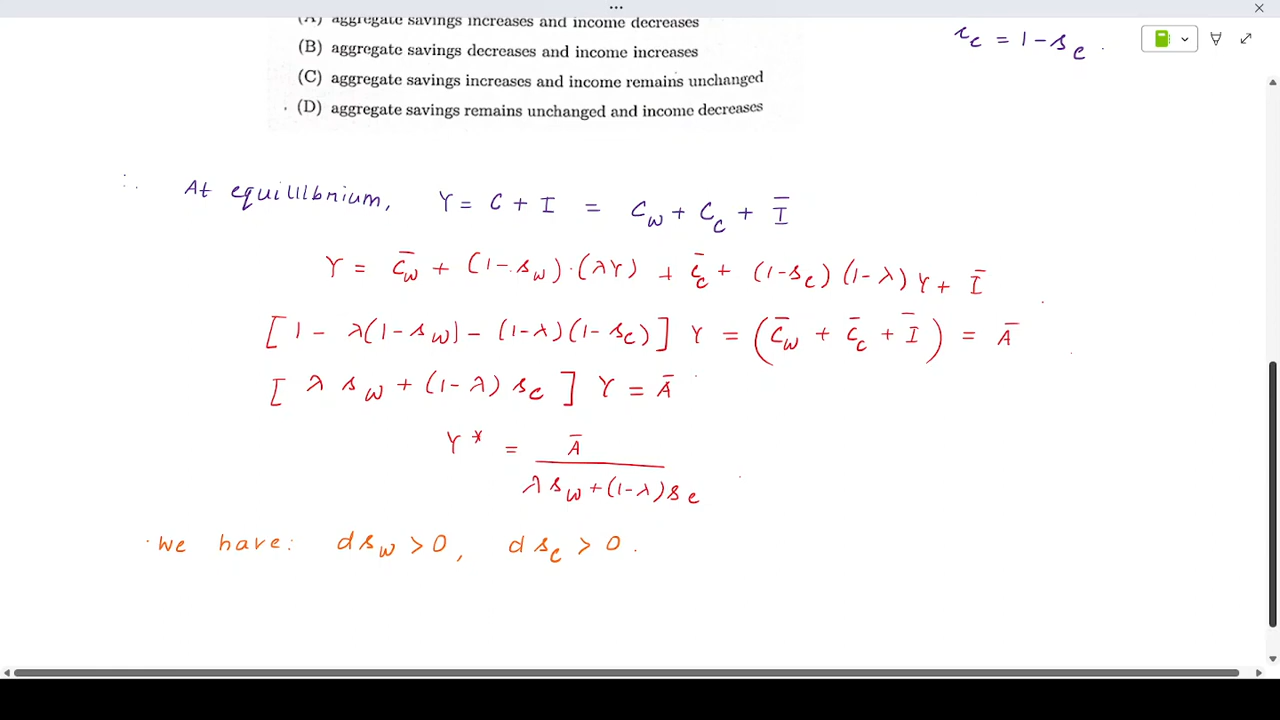 ...
(A) aggregate savings increases and income decreases
c_c = 1 - s_c .
(B) aggregate savings decreases and income increases
(C) aggregate savings increases and income remains unchanged
(D) aggregate savings remains unchanged and income decreases
∴ At equilibrium, Y = C + I = C_w + C_c + Ī
Y = C̄_w + (1-s_w)·(λY) + C̄_c + (1-s_c)(1-λ)Y + Ī
[1 - λ(1-s_w) - (1-λ)(1-s_c)] Y = (C̄_w + C̄_c + Ī) = Ā
[λ s_w + (1-λ) s_c] Y = Ā
Y* = Ā / λ s_w + (1-λ) s_c
We have: ds_w > 0, ds_c > 0.